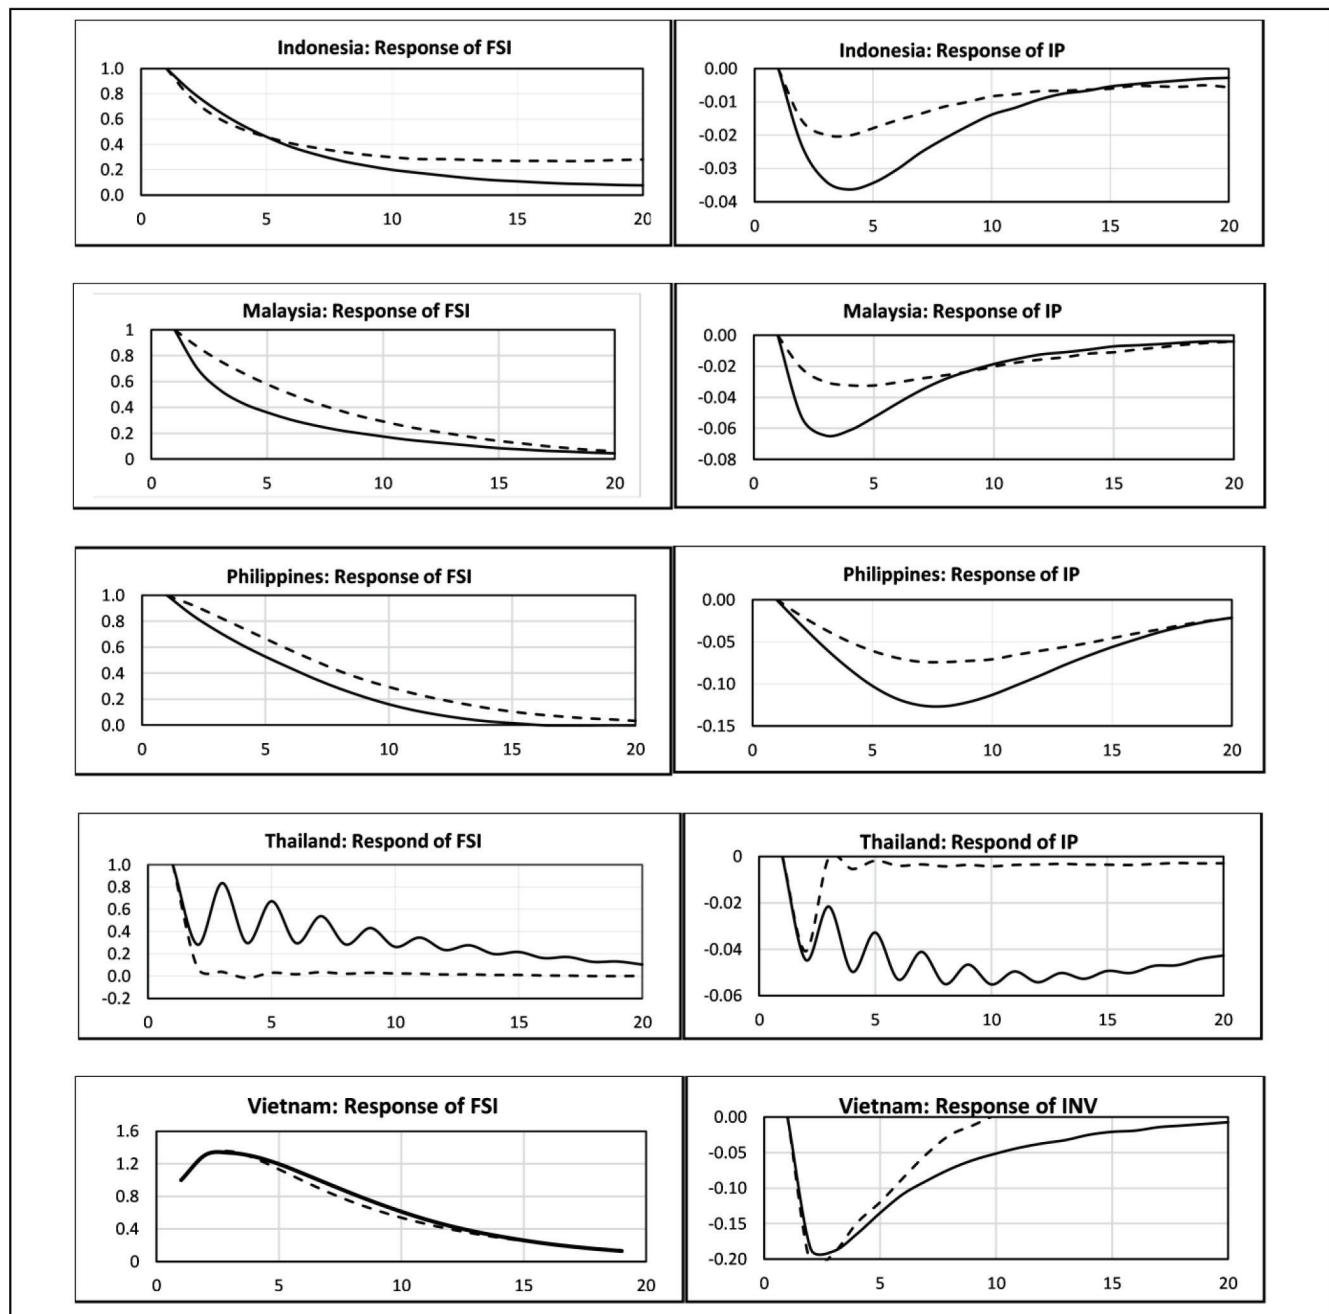 Indonesia: Response of FSI
1.0
0.8
0.6
0.4
0.2
0.0
0 5 10 15 20
Indonesia: Response of IP
0.00
-0.01
-0.02
-0.03
-0.04
0 5 10 15 20
Malaysia: Response of FSI
1
0.8
0.6
0.4
0.2
0
0 5 10 15 20
Malaysia: Response of IP
0.00
-0.02
-0.04
-0.06
-0.08
0 5 10 15 20
Philippines: Response of FSI
1.0
0.8
0.6
0.4
0.2
0.0
0 5 10 15 20
Philippines: Response of IP
0.00
-0.05
-0.10
-0.15
0 5 10 15 20
Thailand: Respond of FSI
1.0
0.8
0.6
0.4
0.2
0.0
-0.2
0 5 10 15 20
Thailand: Respond of IP
0
-0.02
-0.04
-0.06
0 5 10 15 20
Vietnam: Response of FSI
1.6
1.2
0.8
0.4
0
0 5 10 15 20
Vietnam: Response of INV
0.00
-0.05
-0.10
-0.15
-0.20
0 5 10 15 20